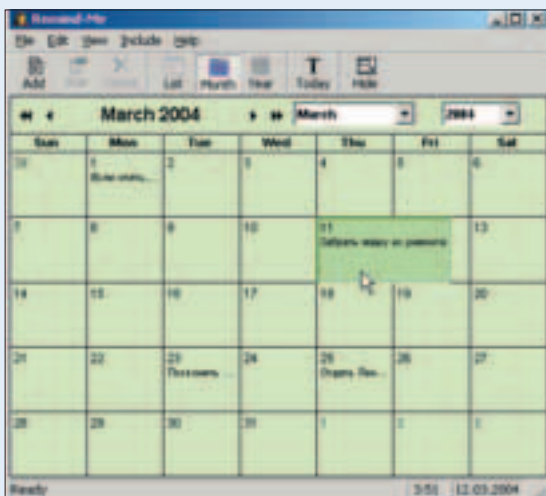 Remind-Me
File Edit View Include Help
Add List Month Year Today Hide
March 2004 March 2004
Sun Mon Tue Wed Thu Fri Sat
1 2 3 4 5 6
7 8 9 10 11 13
Забрать из ремонта
14 15 16 17 18 19 20
21 22 23 24 25 26 27
Позвонить ...
28 29 30 31 1 2 3
Ready 3:51 12.03.2004